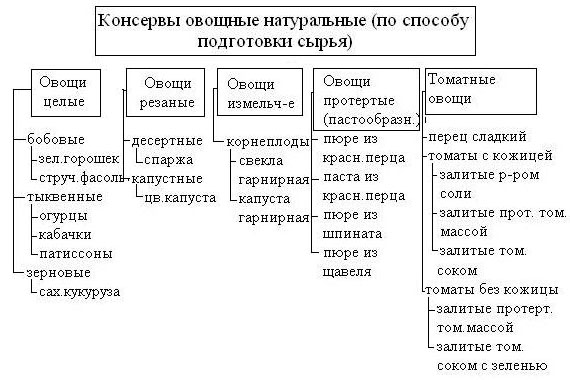 Консервы овощные натуральные (по способу
подготовки сырья)
Овощи
целые
бобовые
зел.горошек
струч.фасоль
тыквенные
огурцы
кабачки
патиссоны
зерновые
сах.кукуруза
Овощи
резаные
десертные
спаржа
капустные
цв.капуста
Овощи
измельч-е
корнеплоды
свекла
гарнирная
капуста
гарнирная
Овощи
протертые
(пастообразн.)
пюре из
красн.перца
паста из
красн.перца
пюре из
шпината
пюре из
щавеля
Томатные
овощи
перец сладкий
томаты с кожицей
залитые р-ром
соли
залитые прот. том.
массой
залитые том.
соком
томаты без кожицы
залитые протерт.
том.массой
залитые том.
соком с зеленью